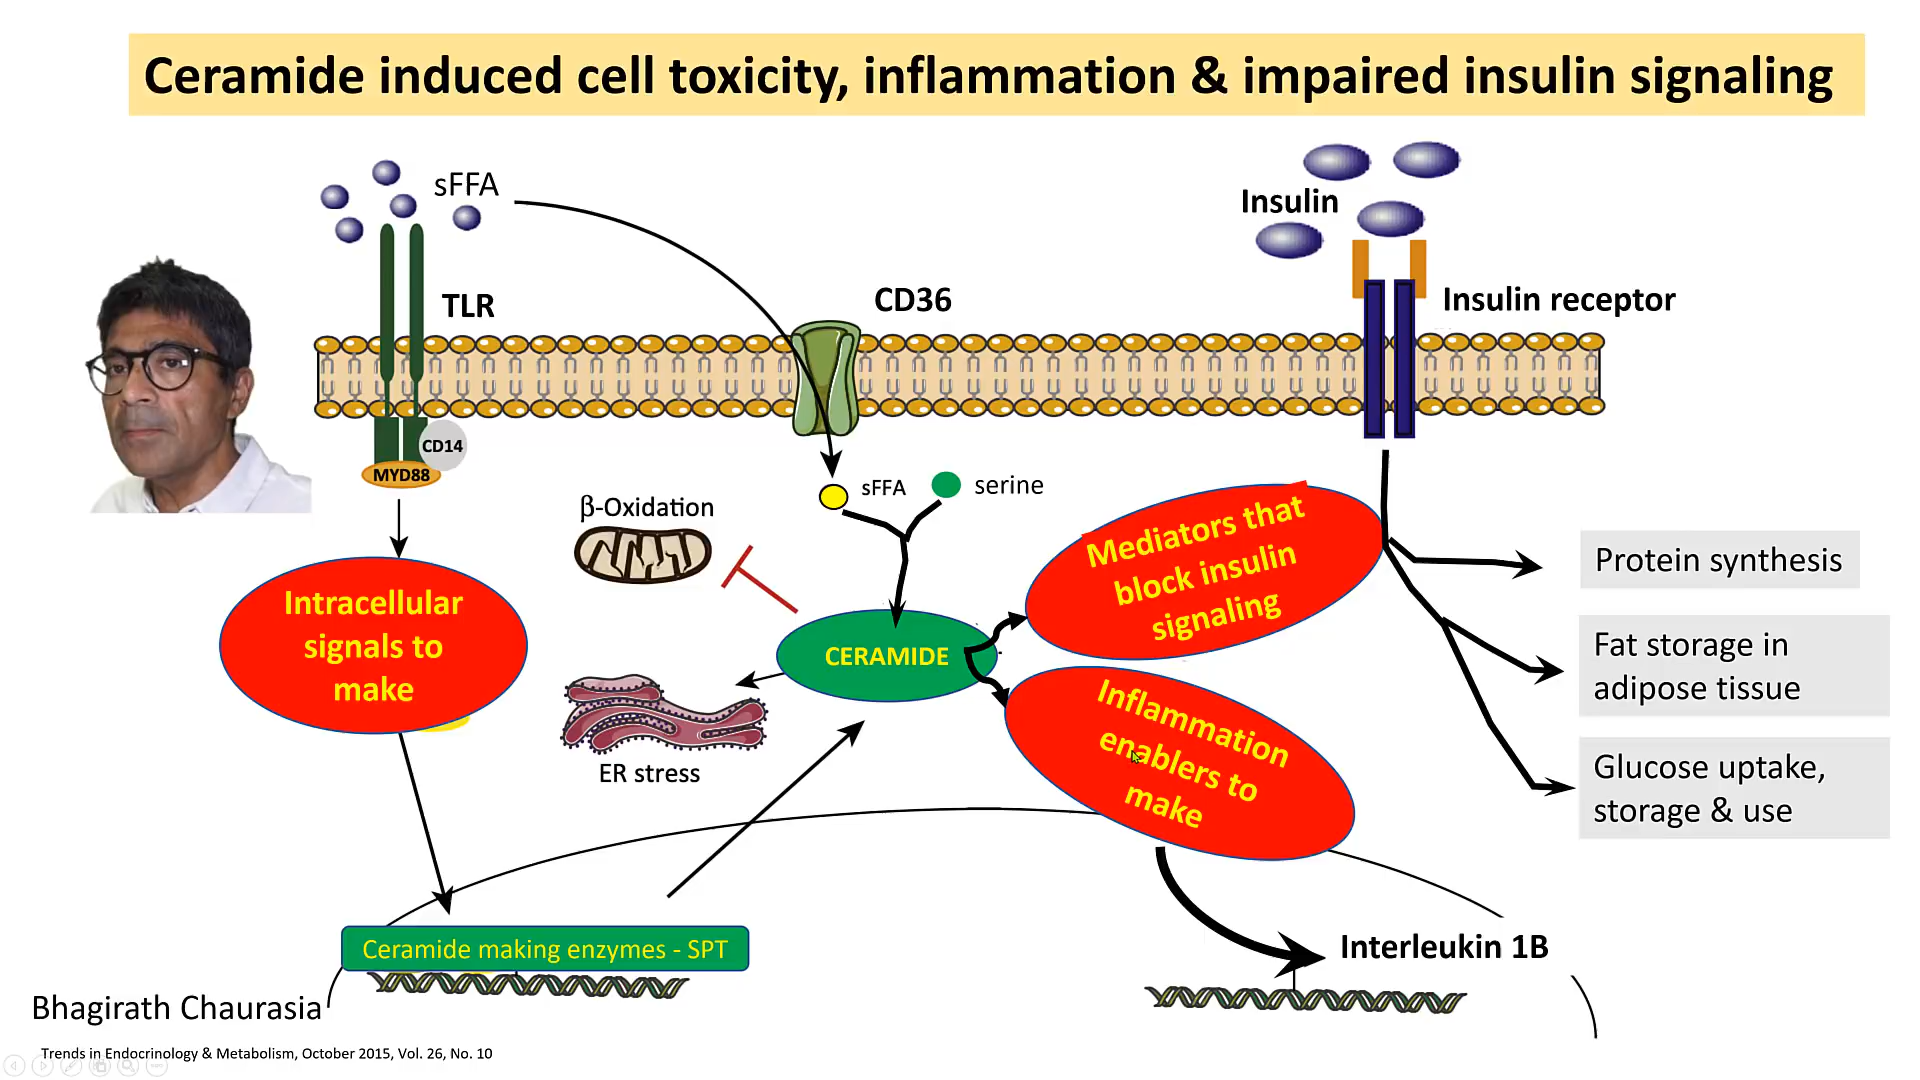 Ceramide induced cell toxicity, inflammation & impaired insulin signaling
sFFA
Insulin
TLR
CD36
Insulin receptor
CD14
MYD88
β-Oxidation
sFFA
serine
Mediators that
block insulin
signaling
Protein synthesis
Intracellular
signals to
make
CERAMIDE
Fat storage in
adipose tissue
Inflammation
enablers to
make
ER stress
Glucose uptake,
storage & use
Ceramide making enzymes - SPT
Interleukin 1B
Bhagirath Chaurasia
Trends in Endocrinology & Metabolism, October 2015, Vol. 26, No. 10